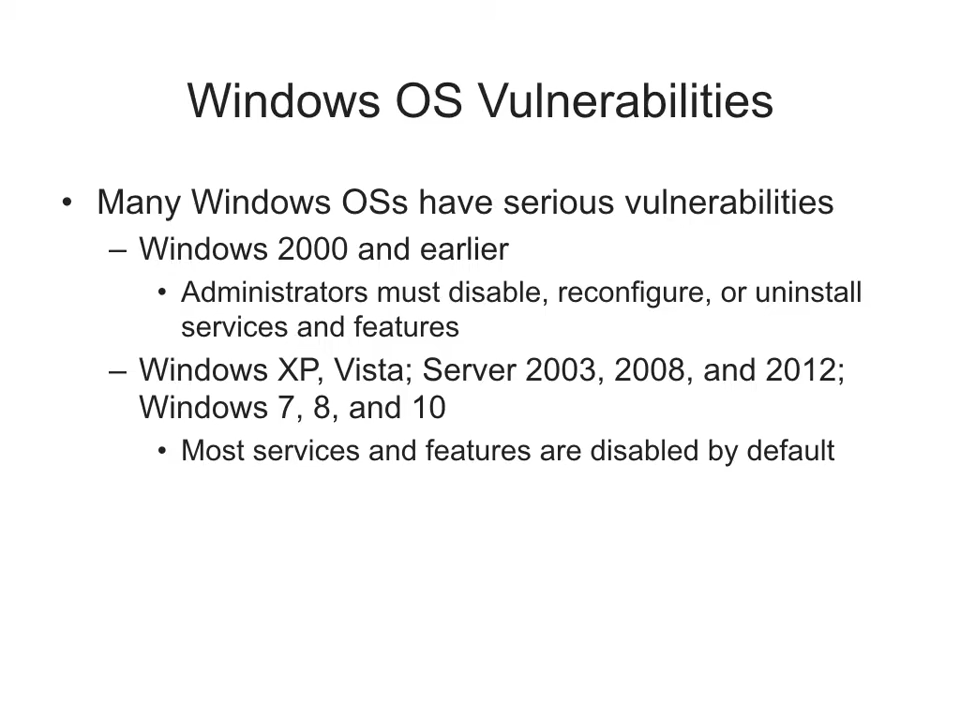 Windows OS Vulnerabilities
• Many Windows OSs have serious vulnerabilities
– Windows 2000 and earlier
• Administrators must disable, reconfigure, or uninstall
services and features
– Windows XP, Vista; Server 2003, 2008, and 2012;
Windows 7, 8, and 10
• Most services and features are disabled by default